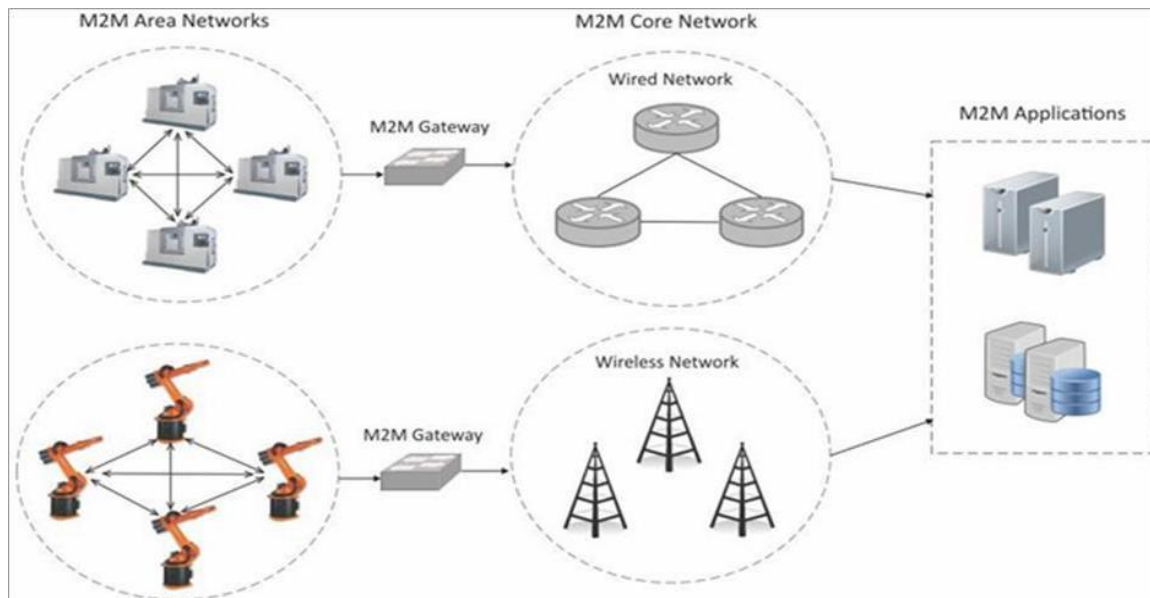 M2M Area Networks
M2M Core Network
Wired Network
M2M Gateway
M2M Applications
Wireless Network
M2M Gateway